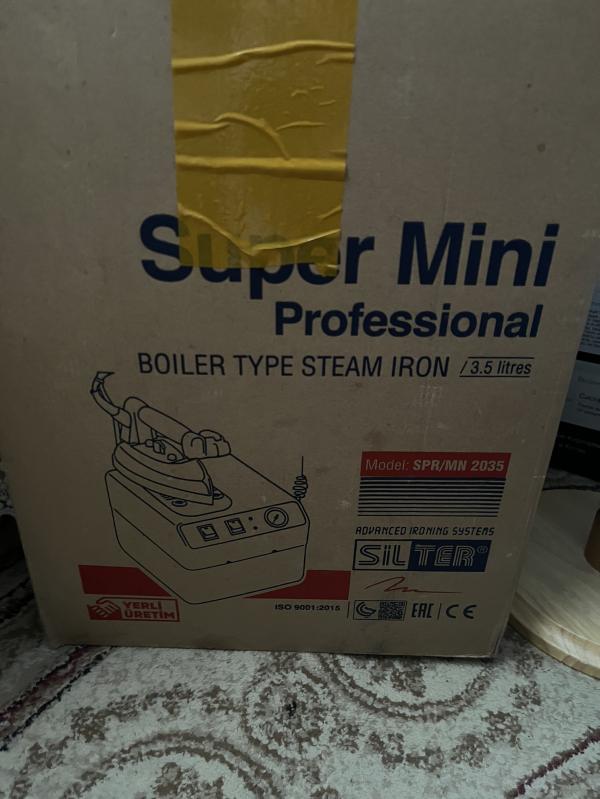 Super Mini
Professional
BOILER TYPE STEAM IRON / 3.5 litres
Model: SPR/MN 2035
ADVANCED IRONING SYSTEMS
SiLTER®
YERLİ
ÜRETİM
ISO 9001:2015
EAC
CE